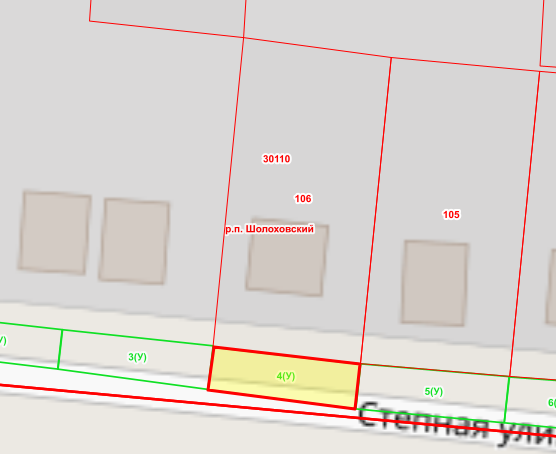 30110
106
105
р.п. Шолоховский
3(У)
4(У)
5(У)
Степная ули